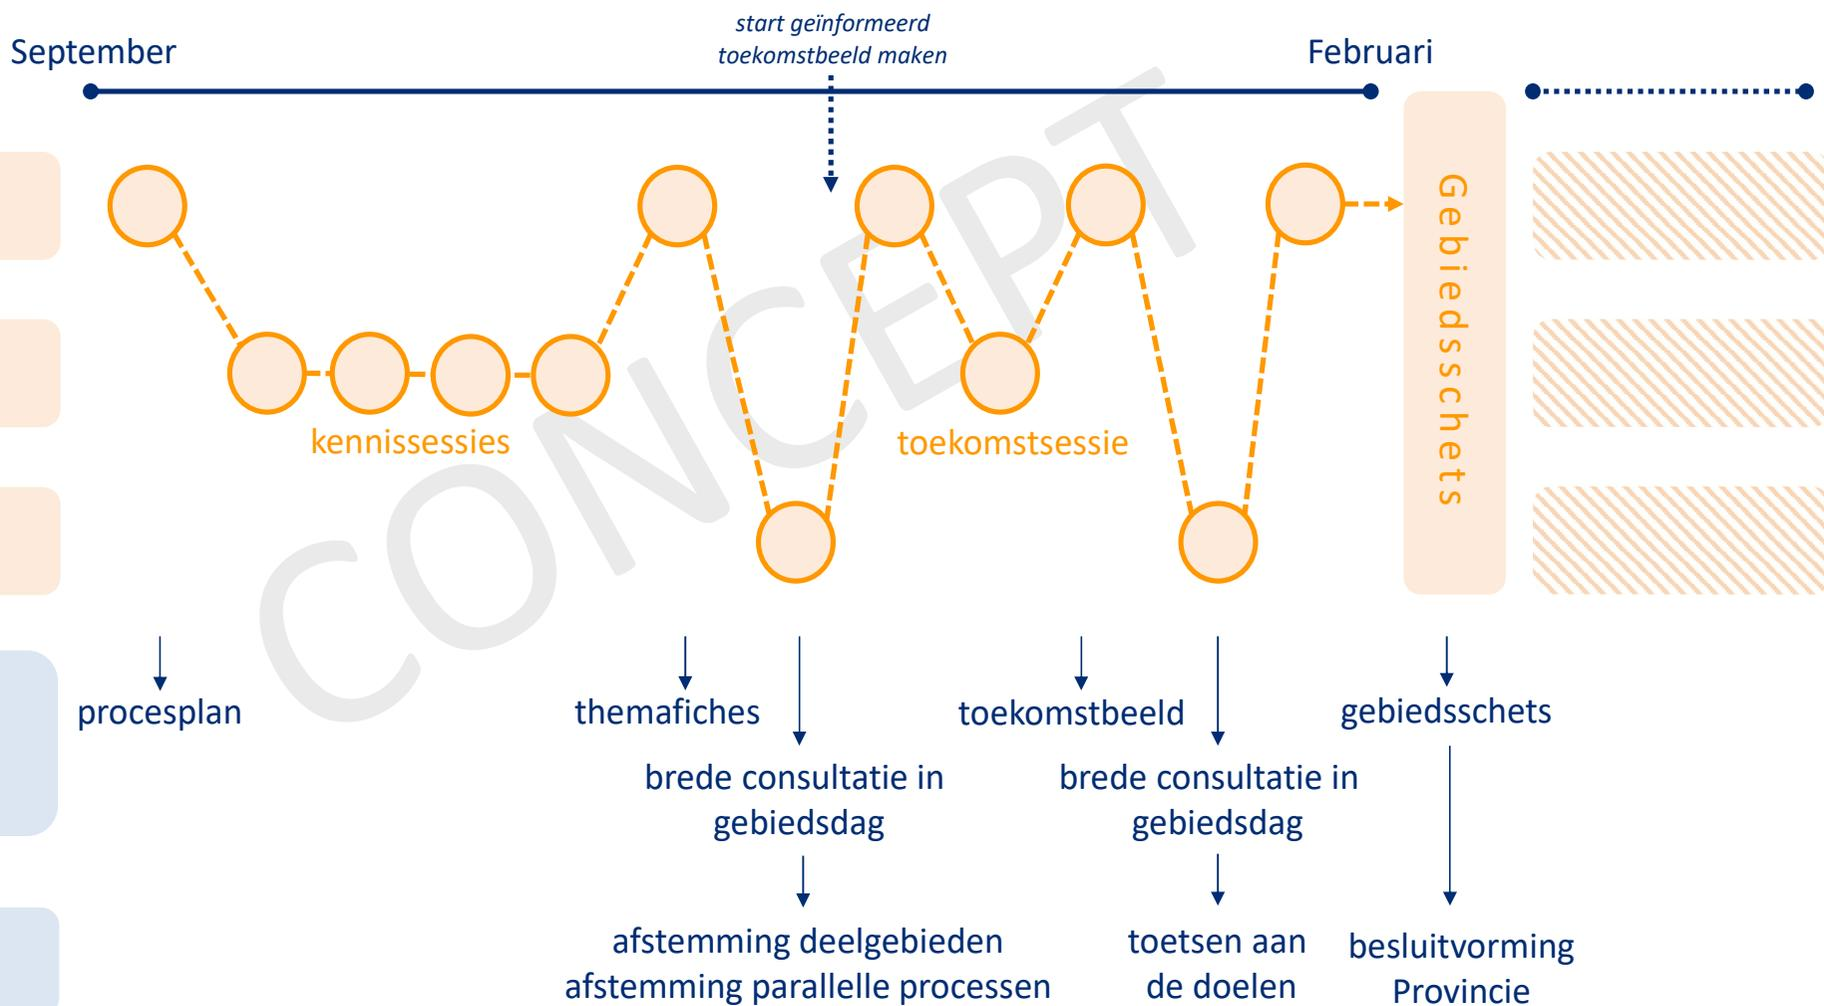 start geïnformeerd
toekomstbeeld maken
September
Februari
CONCEPT
Gebiedsschets
kennissessies
toekomstsessie
procesplan
themafiches
toekomstbeeld
gebiedsschets
brede consultatie in
gebiedsdag
brede consultatie in
gebiedsdag
afstemming deelgebieden
afstemming parallelle processen
toetsen aan
de doelen
besluitvorming
Provincie